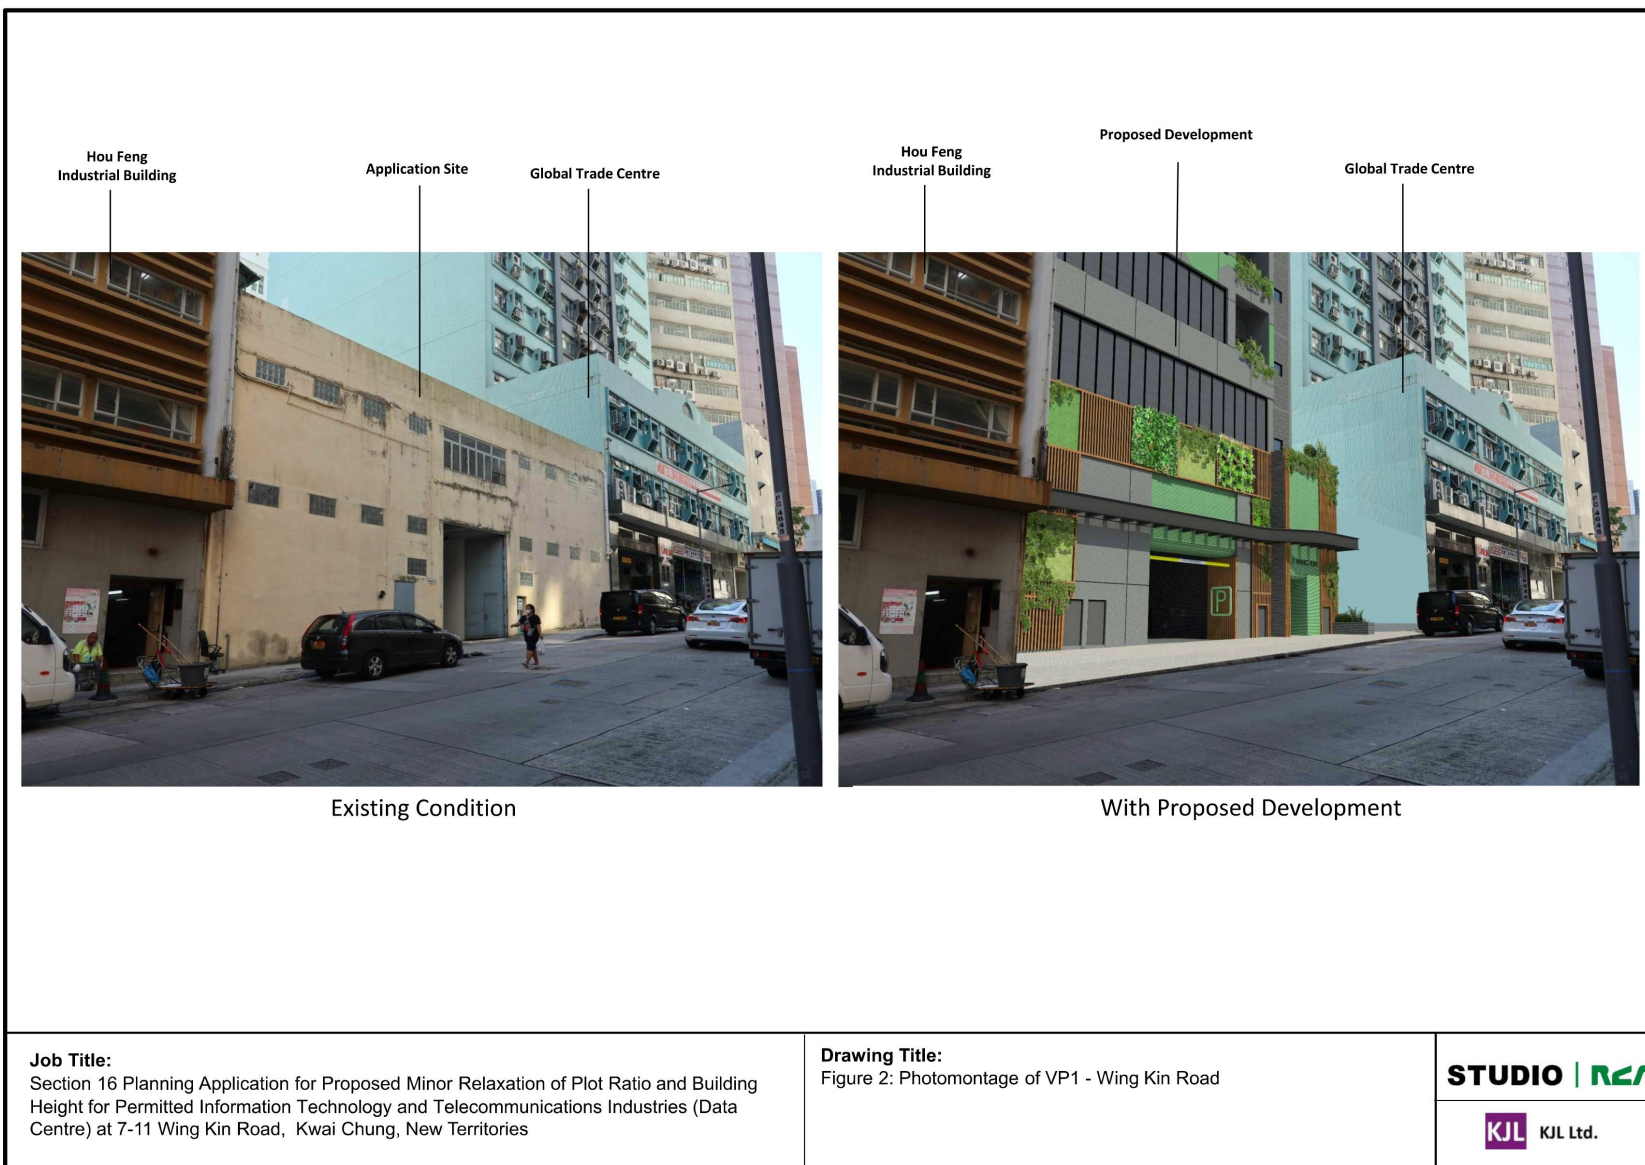 Hou Feng
Industrial Building
Application Site
Global Trade Centre
Hou Feng
Industrial Building
Proposed Development
Global Trade Centre
P
Existing Condition
With Proposed Development
Job Title:
Section 16 Planning Application for Proposed Minor Relaxation of Plot Ratio and Building
Height for Permitted Information Technology and Telecommunications Industries (Data
Centre) at 7-11 Wing Kin Road, Kwai Chung, New Territories
Drawing Title:
Figure 2: Photomontage of VP1 - Wing Kin Road
STUDIO |
KJL KJL Ltd.